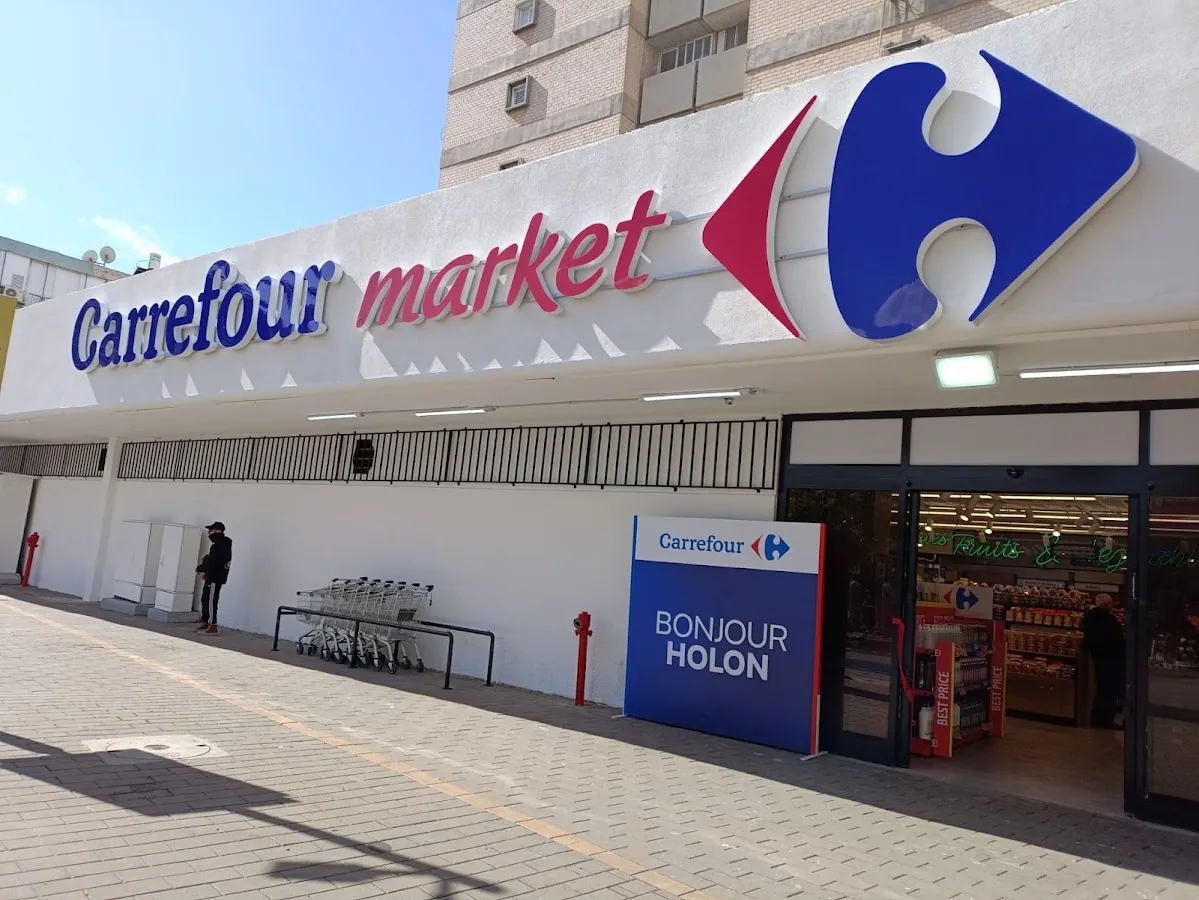 Carrefour market
Carrefour
BONJOUR
HOLON
Fruits &
BEST PRICE
BEST PRICE